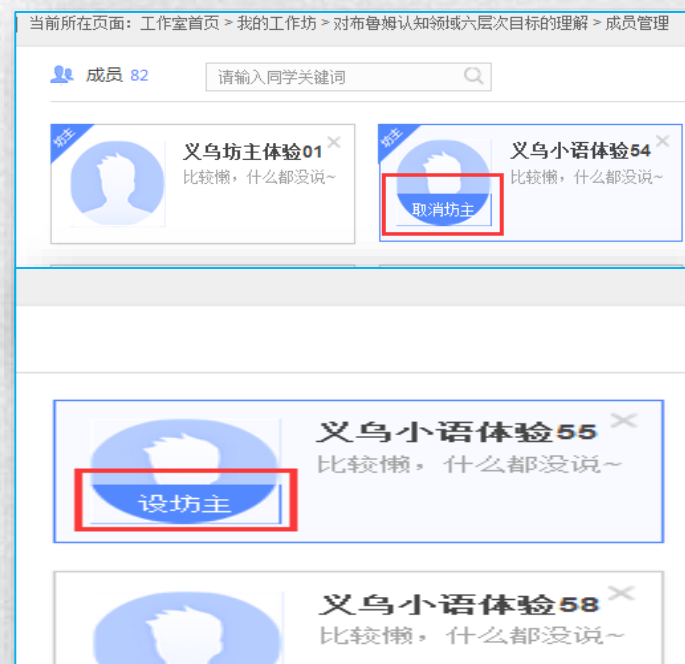 当前所在页面：工作室首页 > 我的工作坊 > 对布鲁姆认知领域六层次目标的理解 > 成员管理
成员 82
请输入同学关键词
坊主
义乌坊主体验01
比较懒，什么都没说~
坊主
义乌小语体验54
比较懒，什么都没说~
取消坊主
义乌小语体验55
比较懒，什么都没说~
设坊主
义乌小语体验58
比较懒，什么都没说~